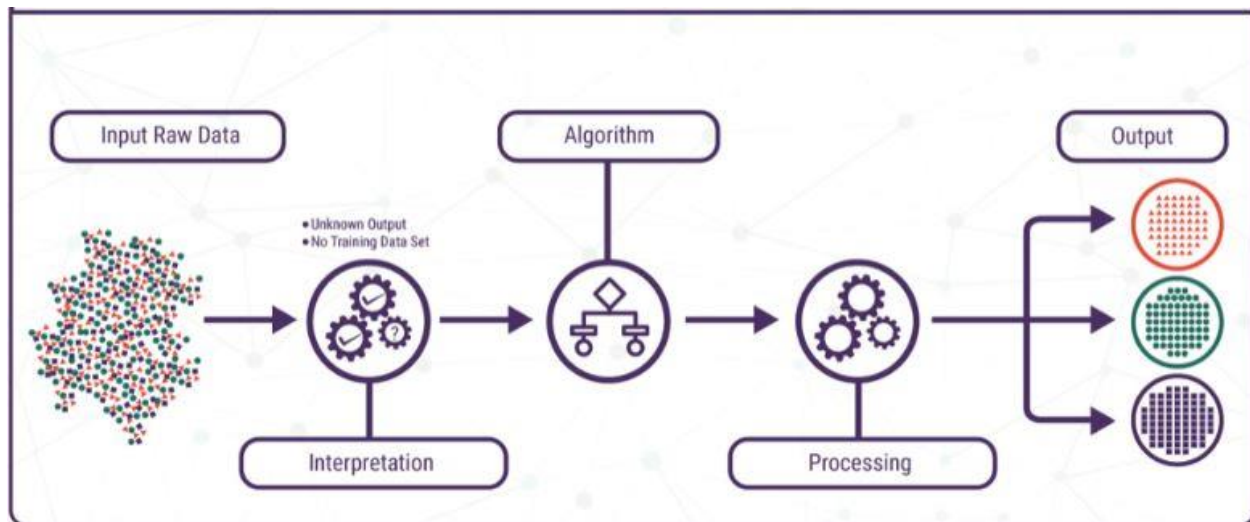 Input Raw Data
Algorithm
Output
• Unknown Output
• No Training Data Set
?
Interpretation
Processing